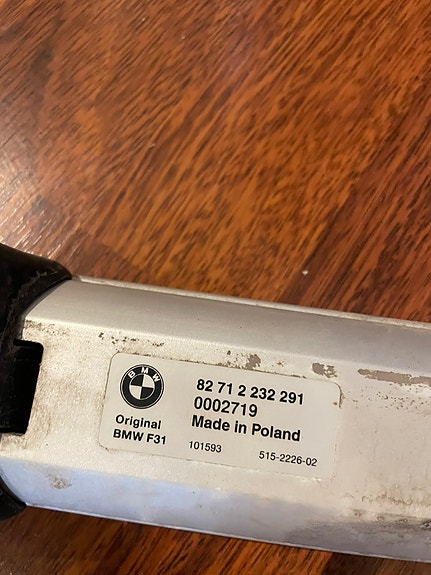 BMW
82 71 2 232 291
0002719
Made in Poland
Original
BMW F31
101593
515-2226-02